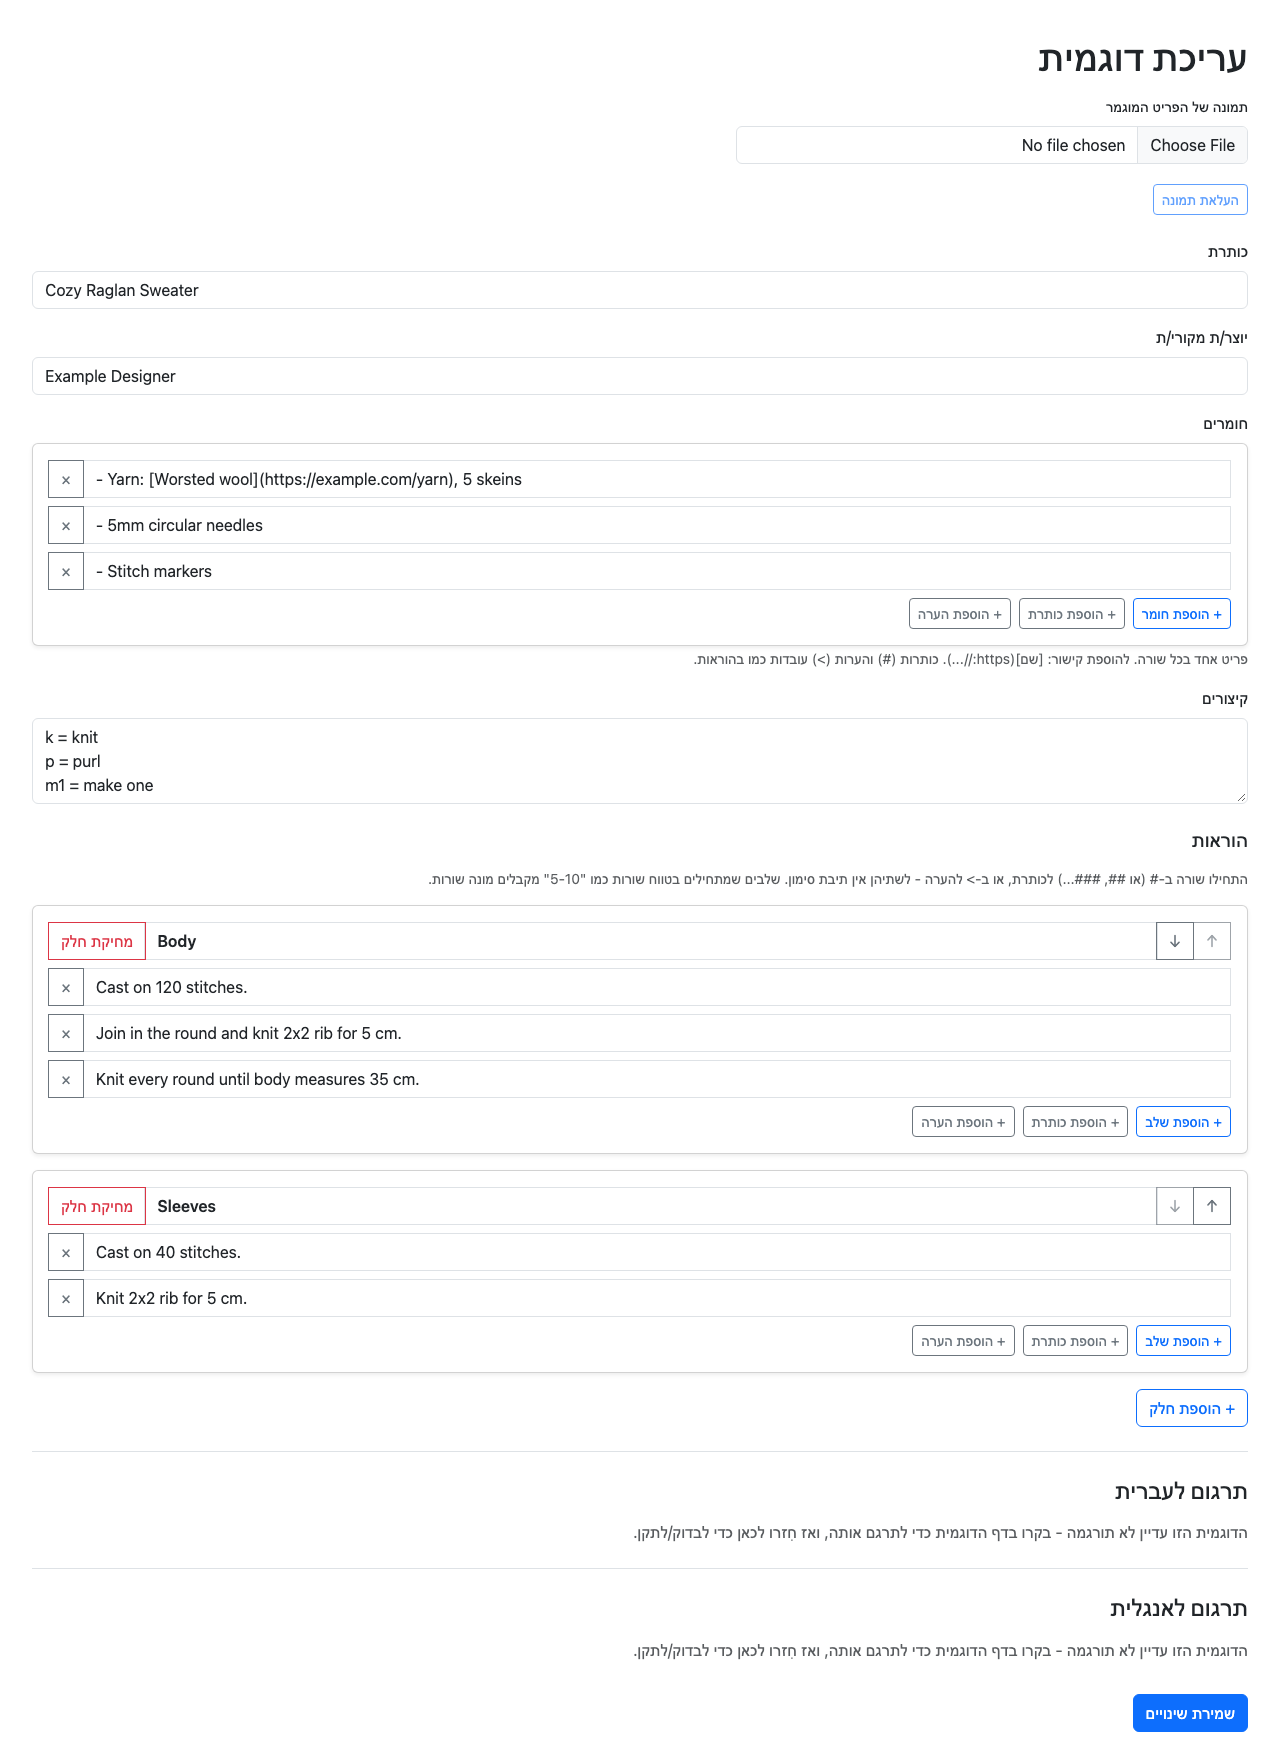 עריכת דוגמית
תמונה של הפריט המוגמר
Choose File No file chosen
העלאת תמונה
כותרת
Cozy Raglan Sweater
יוצר/ת מקורי/ת
Example Designer
חומרים
× - Yarn: [Worsted wool](https://example.com/yarn), 5 skeins
× - 5mm circular needles
× - Stitch markers
+ הוספת חומר + הוספת כותרת + הוספת הערה
פריט אחד בכל שורה. להוספת קישור: [שם](https://...). כותרות (#) והערות (>) עובדות כמו בהוראות.
קיצורים
k = knit
p = purl
m1 = make one
הוראות
התחילו שורה ב-# (או ##, ###...) לכותרת, או ב-> להערה - לשתיהן אין תיבת סימון. שלבים שמתחילים בטווח שורות כמו "5-10" מקבלים מונה שורות.
↑ ↓ Body מחיקת חלק
× Cast on 120 stitches.
× Join in the round and knit 2x2 rib for 5 cm.
× Knit every round until body measures 35 cm.
+ הוספת שלב + הוספת כותרת + הוספת הערה
↑ ↓ Sleeves מחיקת חלק
× Cast on 40 stitches.
× Knit 2x2 rib for 5 cm.
+ הוספת שלב + הוספת כותרת + הוספת הערה
+ הוספת חלק
תרגום לעברית
הדוגמית הזו עדיין לא תורגמה - בקרו בדף הדוגמית כדי לתרגם אותה, ואז חִזרו לכאן כדי לבדוק/לתקן.
תרגום לאנגלית
הדוגמית הזו עדיין לא תורגמה - בקרו בדף הדוגמית כדי לתרגם אותה, ואז חִזרו לכאן כדי לבדוק/לתקן.
שמירת שינויים